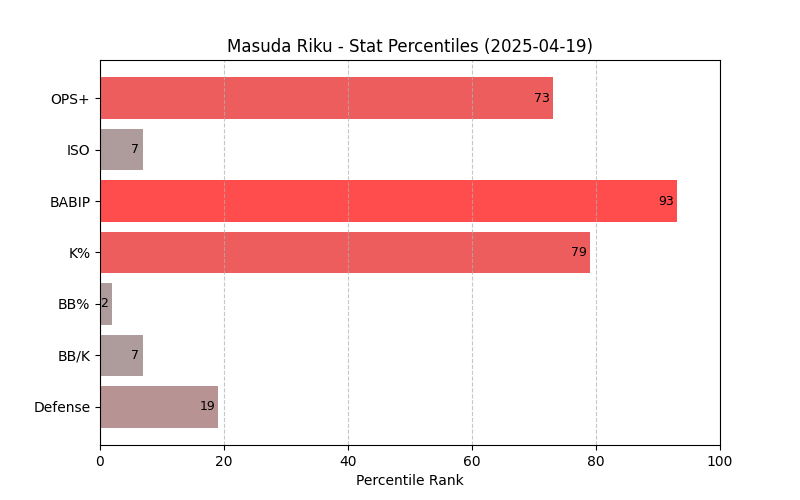 Masuda Riku - Stat Percentiles (2025-04-19)
OPS+ 73
ISO 7
BABIP 93
K% 79
BB% 2
BB/K 7
Defense 19
0 20 40 60 80 100
Percentile Rank